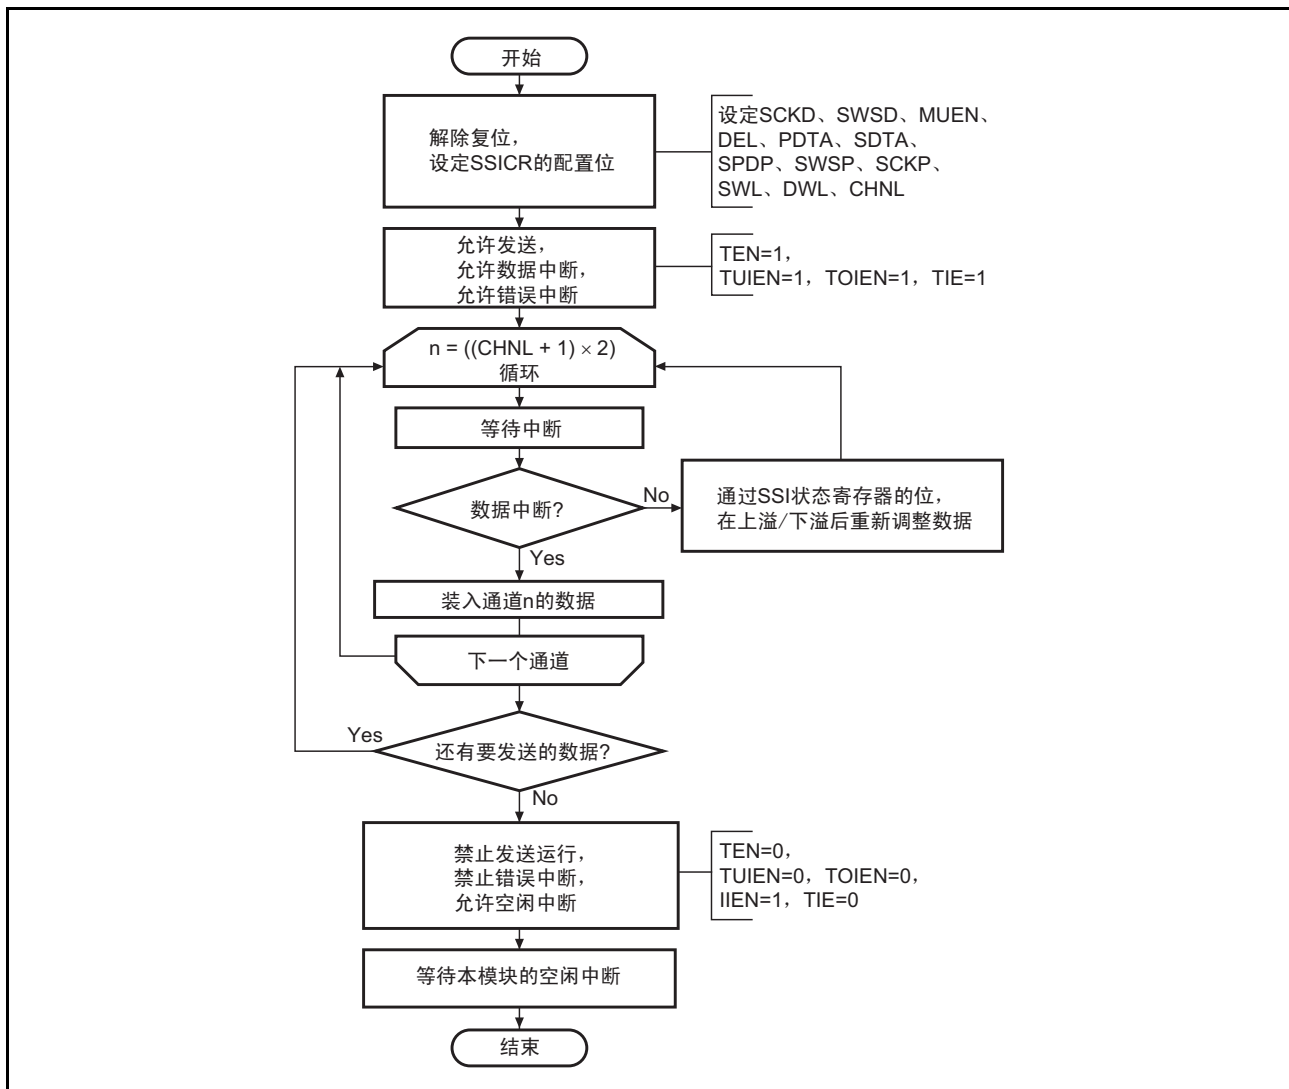 开始
解除复位，
设定SSICR的配置位
设定SCKD、SWSD、MUEN、
DEL、PDTA、SDTA、
SPDP、SWSP、SCKP、
SWL、DWL、CHNL
允许发送，
允许数据中断，
允许错误中断
TEN=1，
TUIEN=1，TOIEN=1，TIE=1
n = ((CHNL + 1) × 2)
循环
等待中断
数据中断?
No
通过SSI状态寄存器的位，
在上溢/下溢后重新调整数据
Yes
装入通道n的数据
下一个通道
Yes
还有要发送的数据?
No
禁止发送运行，
禁止错误中断，
允许空闲中断
TEN=0，
TUIEN=0，TOIEN=0，
IIEN=1，TIE=0
等待本模块的空闲中断
结束